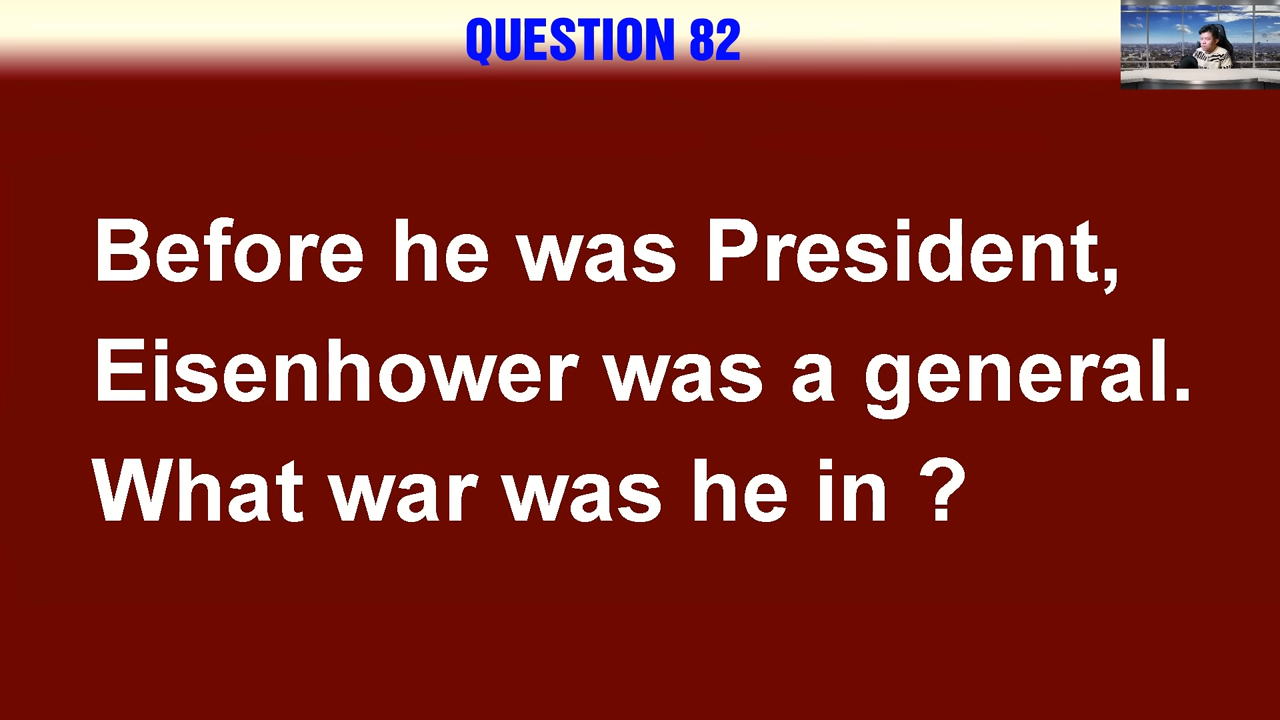 QUESTION 82
Before he was President,
Eisenhower was a general.
What war was he in ?